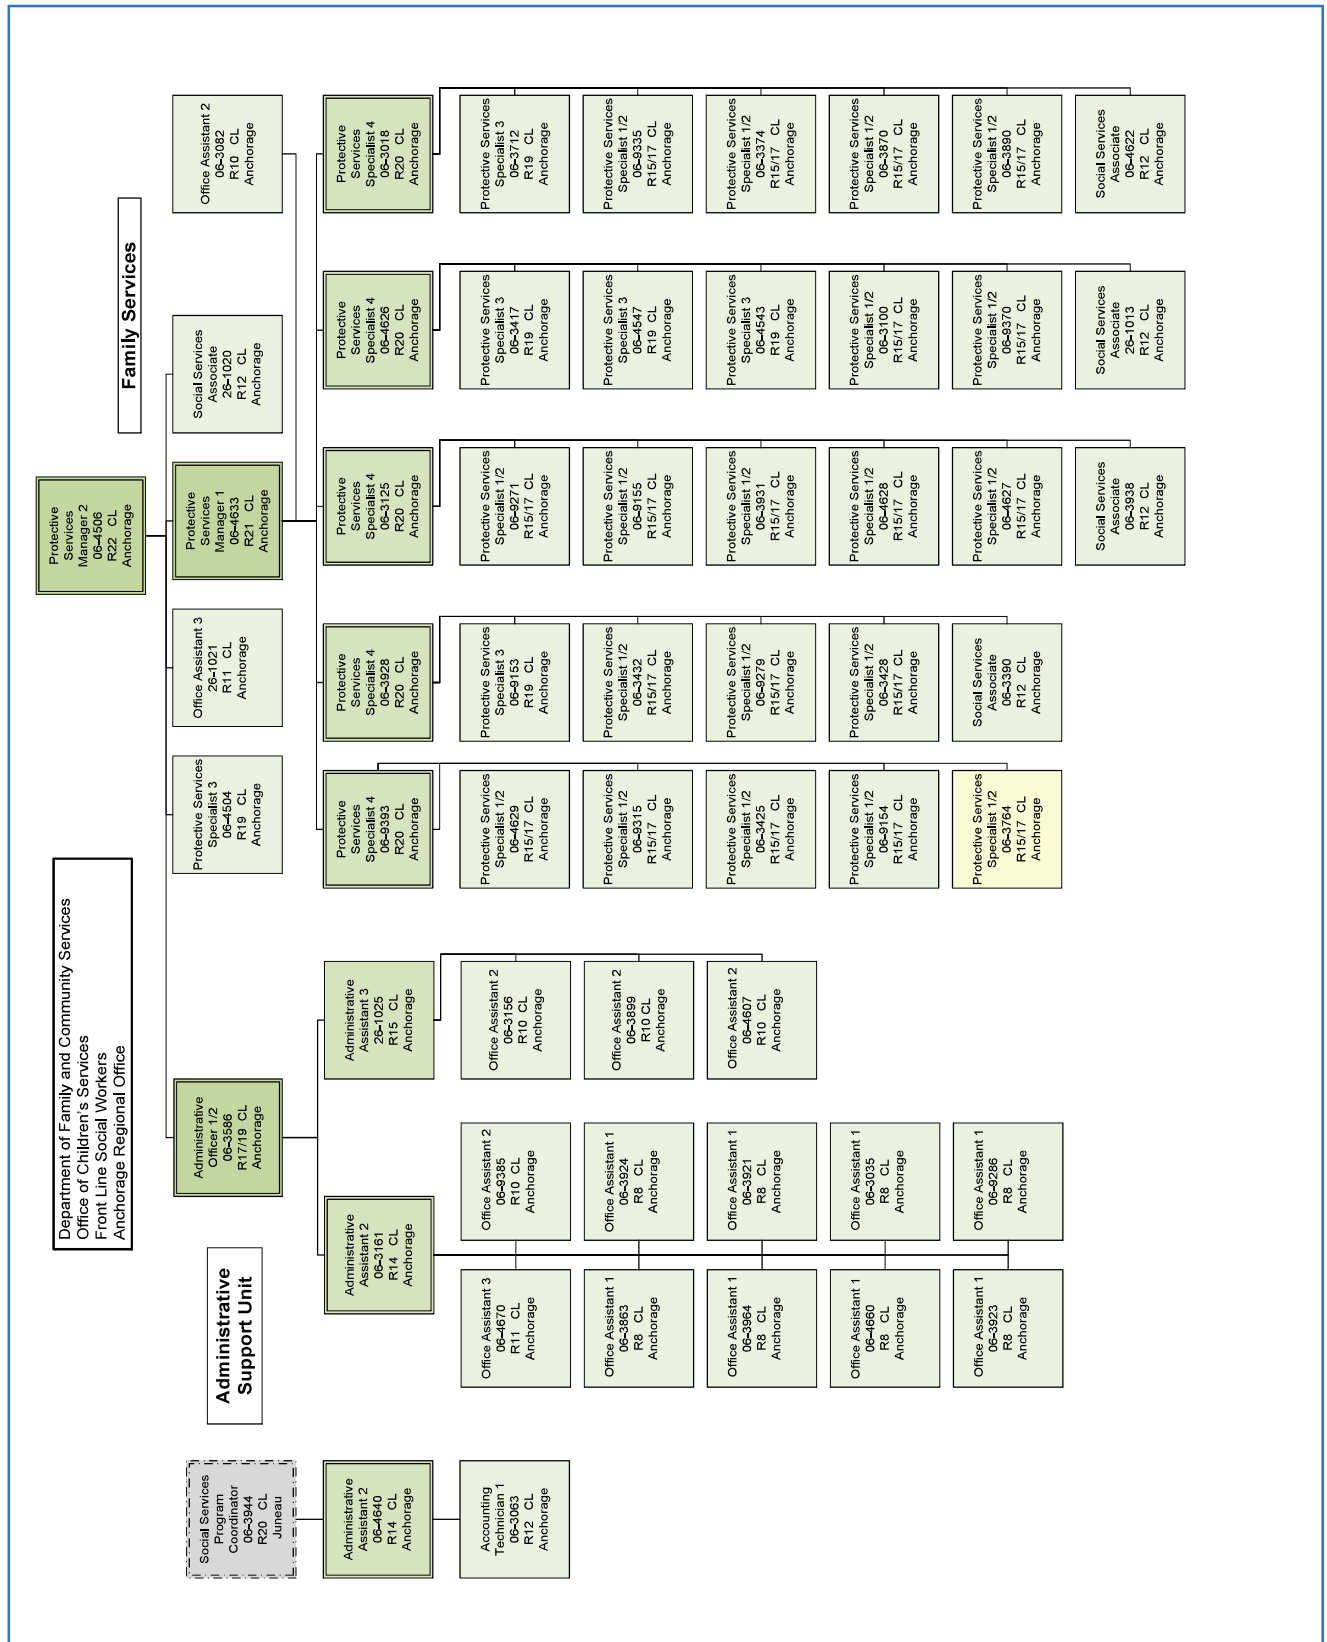 Department of Family and Community Services
Office of Children's Services
Front Line Social Workers
Anchorage Regional Office
Protective
Services
Manager 2
06-4506
R22 CL
Anchorage
Family Services
Administrative
Support Unit
Social Services
Program
Coordinator
06-3944
R20 CL
Juneau
Administrative
Officer 1/2
06-3586
R17/19 CL
Anchorage
Protective Services
Specialist 3
06-4504
R19 CL
Anchorage
Office Assistant 3
26-1021
R11 CL
Anchorage
Protective
Services
Manager 1
06-4633
R21 CL
Anchorage
Social Services
Associate
26-1020
R12 CL
Anchorage
Office Assistant 2
06-3082
R10 CL
Anchorage
Administrative
Assistant 2
06-4640
R14 CL
Anchorage
Administrative
Assistant 2
06-3161
R14 CL
Anchorage
Administrative
Assistant 3
26-1025
R15 CL
Anchorage
Protective
Services
Specialist 4
06-9393
R20 CL
Anchorage
Protective
Services
Specialist 4
06-3928
R20 CL
Anchorage
Protective
Services
Specialist 4
06-3125
R20 CL
Anchorage
Protective
Services
Specialist 4
06-4626
R20 CL
Anchorage
Protective
Services
Specialist 4
06-3018
R20 CL
Anchorage
Accounting
Technician 1
06-3063
R12 CL
Anchorage
Office Assistant 3
06-4670
R11 CL
Anchorage
Office Assistant 2
06-9385
R10 CL
Anchorage
Office Assistant 2
06-3156
R10 CL
Anchorage
Protective Services
Specialist 1/2
06-4629
R15/17 CL
Anchorage
Protective Services
Specialist 3
06-9153
R19 CL
Anchorage
Protective Services
Specialist 1/2
06-9271
R15/17 CL
Anchorage
Protective Services
Specialist 3
06-3417
R19 CL
Anchorage
Protective Services
Specialist 3
06-3712
R19 CL
Anchorage
Office Assistant 1
06-3863
R8 CL
Anchorage
Office Assistant 1
06-3924
R8 CL
Anchorage
Office Assistant 2
06-3899
R10 CL
Anchorage
Protective Services
Specialist 1/2
06-9315
R15/17 CL
Anchorage
Protective Services
Specialist 1/2
06-3432
R15/17 CL
Anchorage
Protective Services
Specialist 1/2
06-9155
R15/17 CL
Anchorage
Protective Services
Specialist 3
06-4547
R19 CL
Anchorage
Protective Services
Specialist 1/2
06-9335
R15/17 CL
Anchorage
Office Assistant 1
06-3964
R8 CL
Anchorage
Office Assistant 1
06-3921
R8 CL
Anchorage
Office Assistant 2
06-4607
R10 CL
Anchorage
Protective Services
Specialist 1/2
06-3425
R15/17 CL
Anchorage
Protective Services
Specialist 1/2
06-9279
R15/17 CL
Anchorage
Protective Services
Specialist 1/2
06-3931
R15/17 CL
Anchorage
Protective Services
Specialist 3
06-4543
R19 CL
Anchorage
Protective Services
Specialist 1/2
06-3374
R15/17 CL
Anchorage
Office Assistant 1
06-4660
R8 CL
Anchorage
Office Assistant 1
06-3035
R8 CL
Anchorage
Protective Services
Specialist 1/2
06-9154
R15/17 CL
Anchorage
Protective Services
Specialist 1/2
06-3428
R15/17 CL
Anchorage
Protective Services
Specialist 1/2
06-4628
R15/17 CL
Anchorage
Protective Services
Specialist 1/2
06-3100
R15/17 CL
Anchorage
Protective Services
Specialist 1/2
06-3870
R15/17 CL
Anchorage
Office Assistant 1
06-3923
R8 CL
Anchorage
Office Assistant 1
06-9286
R8 CL
Anchorage
Protective Services
Specialist 1/2
06-3764
R15/17 CL
Anchorage
Social Services
Associate
06-3390
R12 CL
Anchorage
Protective Services
Specialist 1/2
06-4627
R15/17 CL
Anchorage
Protective Services
Specialist 1/2
06-9370
R15/17 CL
Anchorage
Protective Services
Specialist 1/2
06-3890
R15/17 CL
Anchorage
Social Services
Associate
06-3938
R12 CL
Anchorage
Social Services
Associate
26-1013
R12 CL
Anchorage
Social Services
Associate
06-4622
R12 CL
Anchorage